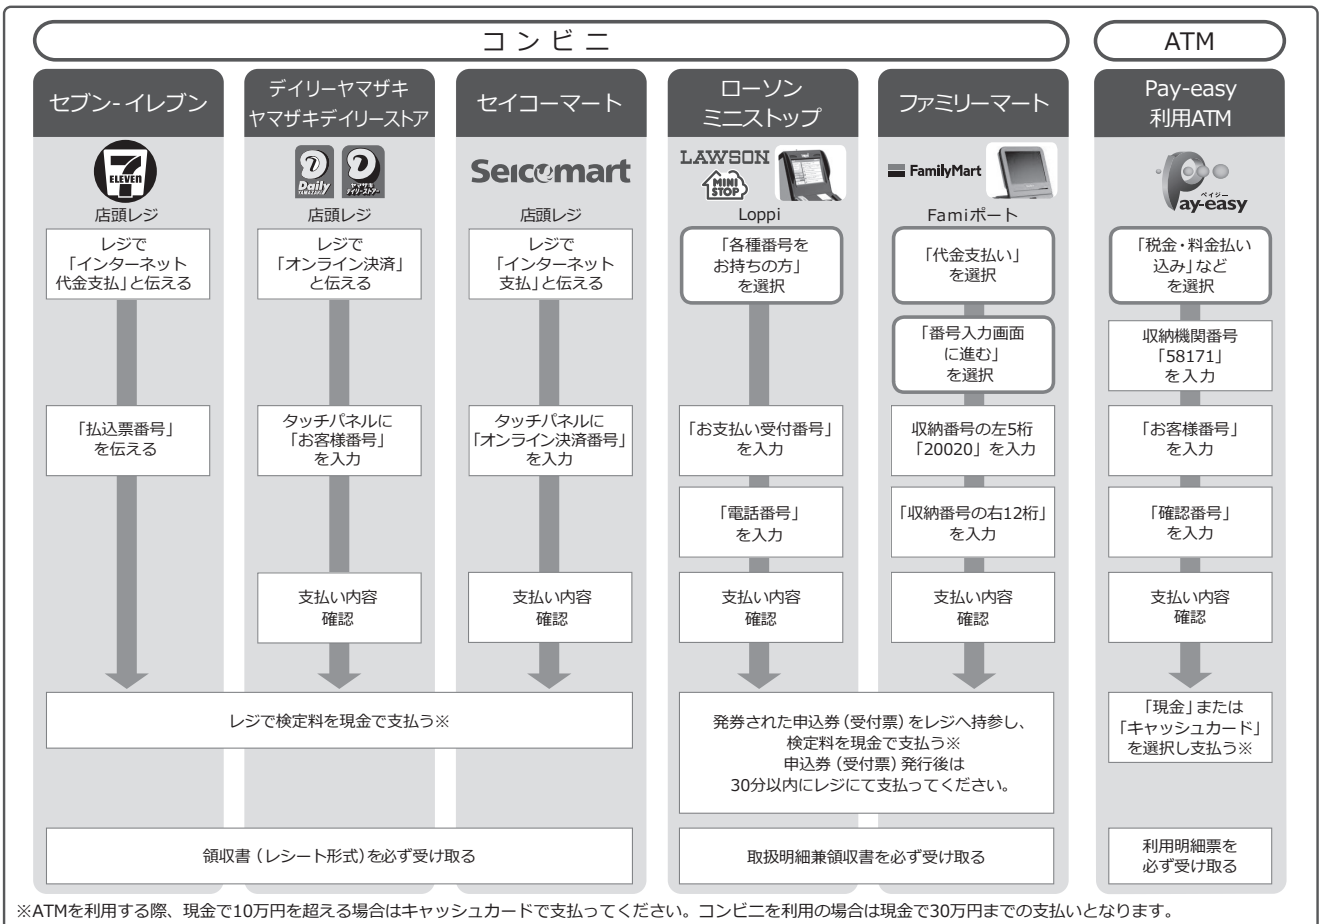 コンビニ
ATM
セブン-イレブン
デイリーヤマザキ
ヤマザキデイリーストア
セイコーマート
ローソン
ミニストップ
ファミリーマート
Pay-easy
利用ATM
7
ELEVEN
Daily
YAMAZAKI
ヤマザキ
デイリーストアー
Seicomart
LAWSON
MINI
STOP
FamilyMart
ペイジー
Pay-easy
店頭レジ
店頭レジ
店頭レジ
Loppi
Famiポート
レジで
「インターネット
代金支払」と伝える
レジで
「オンライン決済」
と伝える
レジで
「インターネット
支払」と伝える
「各種番号を
お持ちの方」
を選択
「代金支払い」
を選択
「税金・料金払い
込み」など
を選択
「番号入力画面
に進む」
を選択
収納機関番号
「58171」
を入力
「払込票番号」
を伝える
タッチパネルに
「お客様番号」
を入力
タッチパネルに
「オンライン決済番号」
を入力
「お支払い受付番号」
を入力
収納番号の左5桁
「20020」を入力
「お客様番号」
を入力
「電話番号」
を入力
「収納番号の右12桁」
を入力
「確認番号」
を入力
支払い内容
確認
支払い内容
確認
支払い内容
確認
支払い内容
確認
支払い内容
確認
レジで検定料を現金で支払う※
発券された申込券（受付票）をレジへ持参し、
検定料を現金で支払う※
申込券（受付票）発行後は
30分以内にレジにて支払ってください。
「現金」または
「キャッシュカード」
を選択し支払う※
領収書（レシート形式）を必ず受け取る
取扱明細兼領収書を必ず受け取る
利用明細票を
必ず受け取る
※ATMを利用する際、現金で10万円を超える場合はキャッシュカードで支払ってください。コンビニを利用の場合は現金で30万円までの支払いとなります。